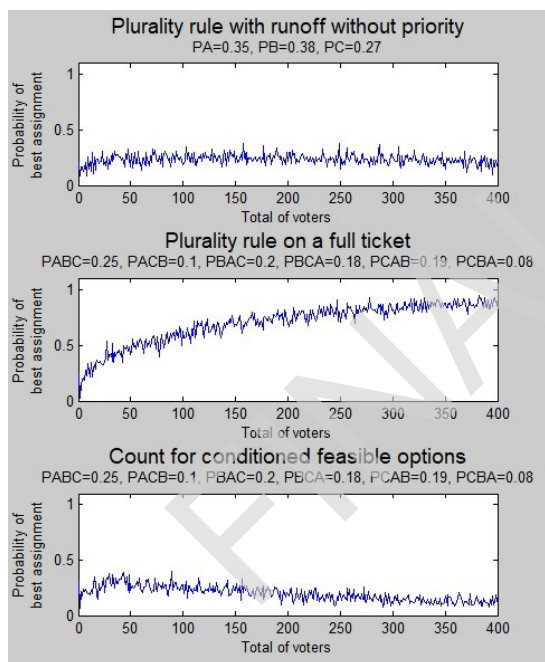 Plurality rule with runoff without priority
PA=0.35, PB=0.38, PC=0.27
Probability of
best assignment
1
0.5
0
0 50 100 150 200 250 300 350 400
Total of voters
Plurality rule on a full ticket
PABC=0.25, PACB=0.1, PBAC=0.2, PBCA=0.18, PCAB=0.19, PCBA=0.08
Probability of
best assignment
1
0.5
0
0 50 100 150 200 250 300 350 400
Total of voters
Count for conditioned feasible options
PABC=0.25, PACB=0.1, PBAC=0.2, PBCA=0.18, PCAB=0.19, PCBA=0.08
Probability of
best assignment
1
0.5
0
0 50 100 150 200 250 300 350 400
Total of voters
FINA